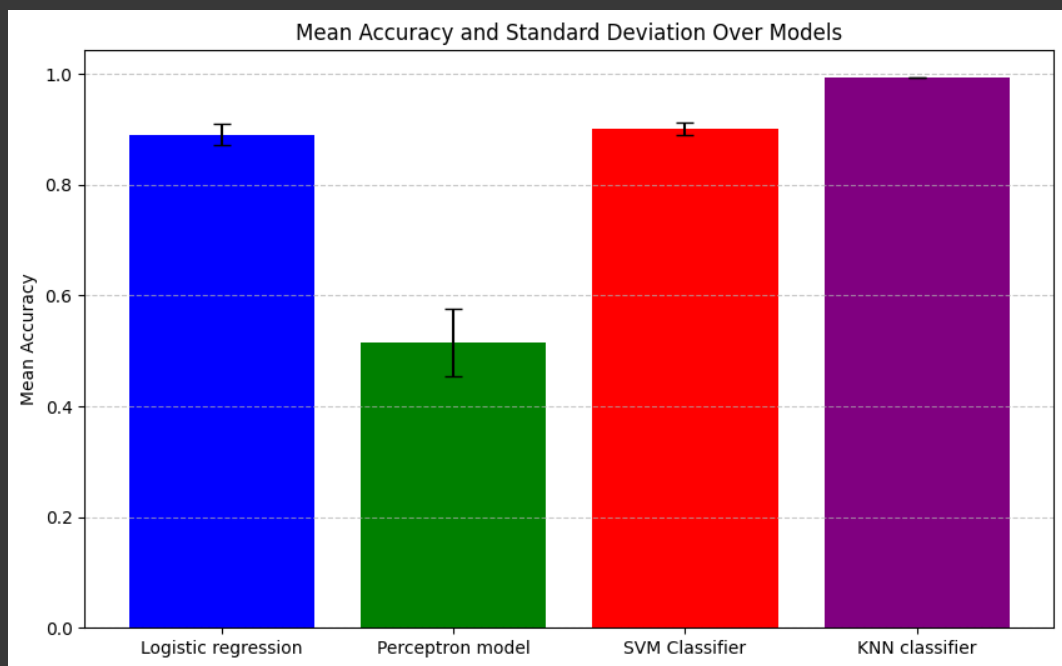 Mean Accuracy and Standard Deviation Over Models
Mean Accuracy
1.0
0.8
0.6
0.4
0.2
0.0
Logistic regression
Perceptron model
SVM Classifier
KNN classifier